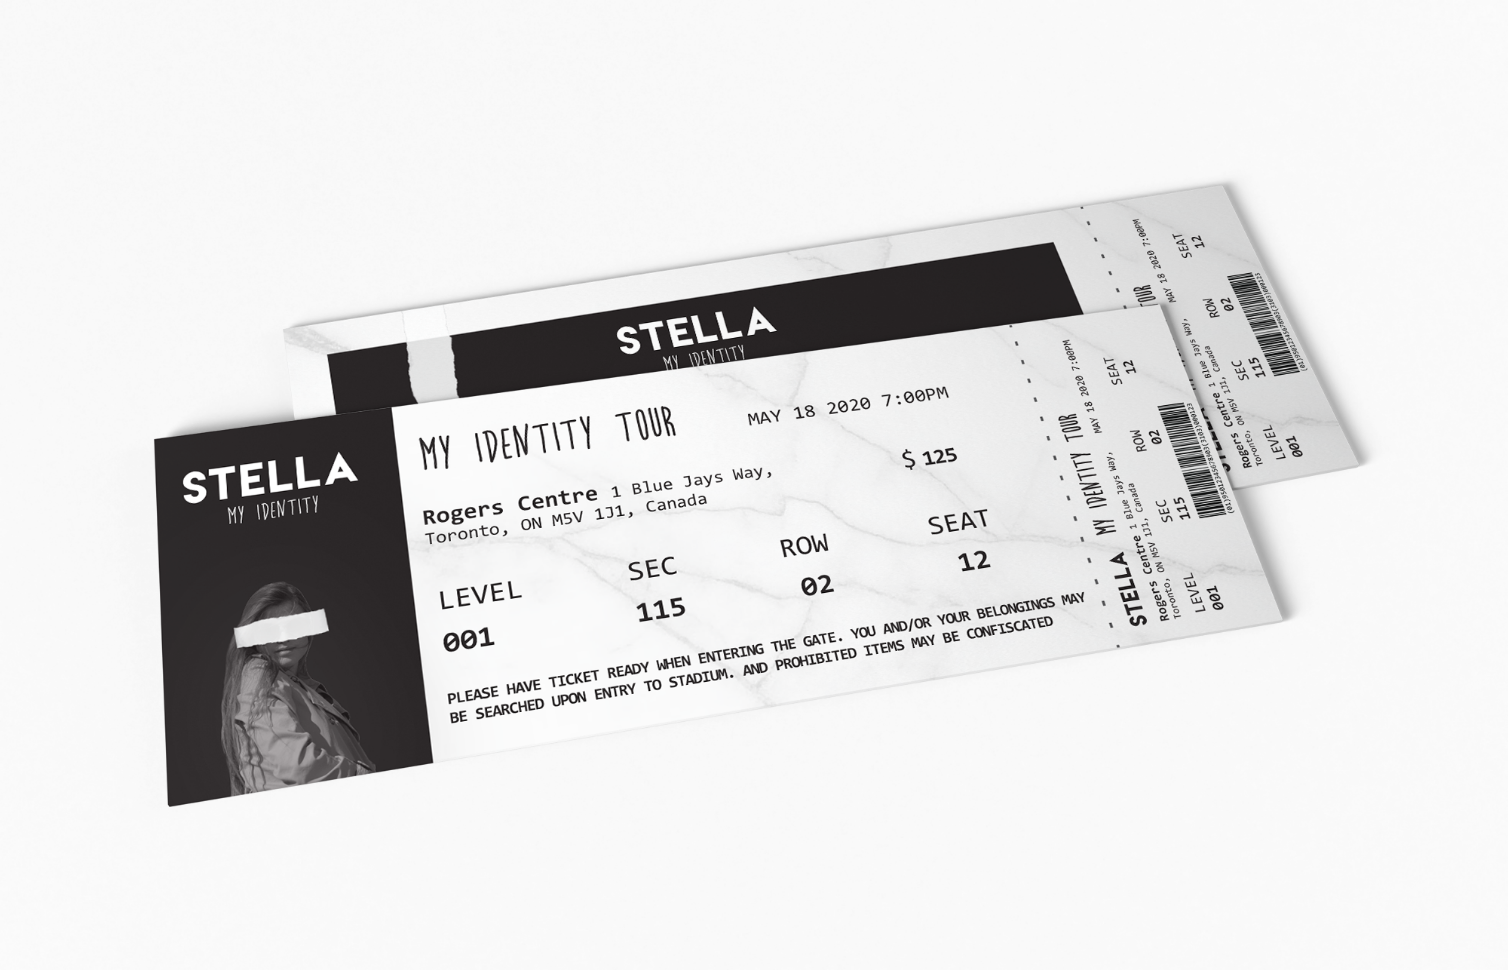 STELLA
MY IDENTITY
STELLA
MY IDENTITY
MY IDENTITY TOUR
MAY 18 2020 7:00PM
Rogers Centre 1 Blue Jays Way,
Toronto, ON M5V 1J1, Canada
$ 125
LEVEL
001
SEC
115
ROW
02
SEAT
12
PLEASE HAVE TICKET READY WHEN ENTERING THE GATE. YOU AND/OR YOUR BELONGINGS MAY
BE SEARCHED UPON ENTRY TO STADIUM. AND PROHIBITED ITEMS MAY BE CONFISCATED
STELLA MY IDENTITY TOUR MAY 18 2020 7:00PM
Rogers Centre 1 Blue Jays Way,
Toronto, ON M5V 1J1, Canada
LEVEL
001
SEC
115
ROW
02
SEAT
12
TOUR MAY 18 2020 7:00PM
Rogers Centre 1 Blue Jays Way,
Toronto, ON M5V 1J1, Canada
LEVEL
001
SEC
115
ROW
02
SEAT
12